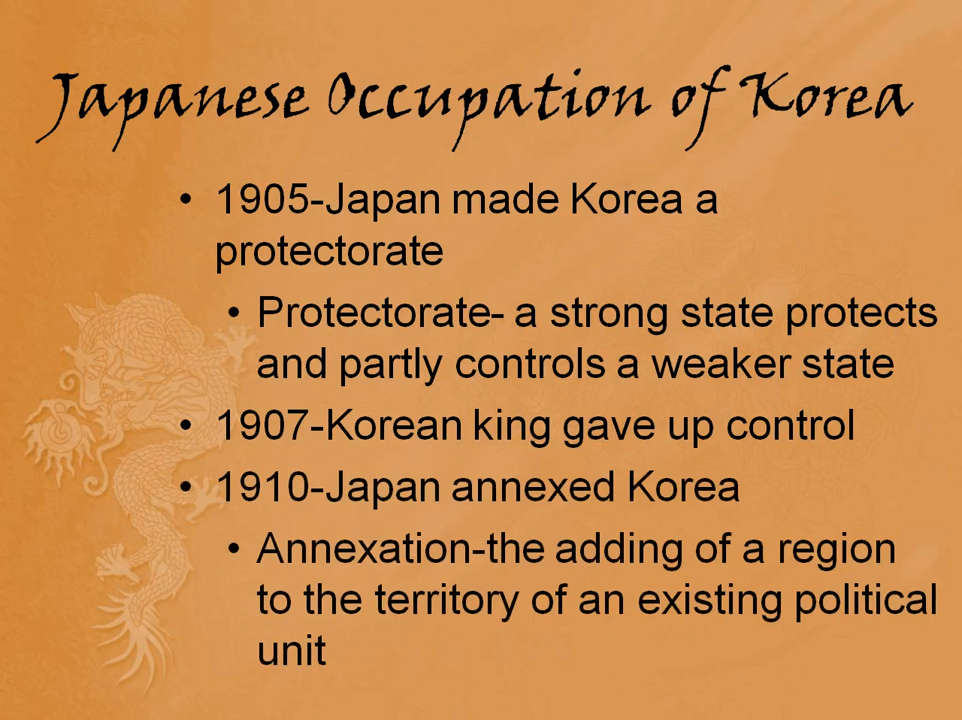 Japanese Occupation of Korea
• 1905-Japan made Korea a
protectorate
• Protectorate- a strong state protects
and partly controls a weaker state
• 1907-Korean king gave up control
• 1910-Japan annexed Korea
• Annexation-the adding of a region
to the territory of an existing political
unit